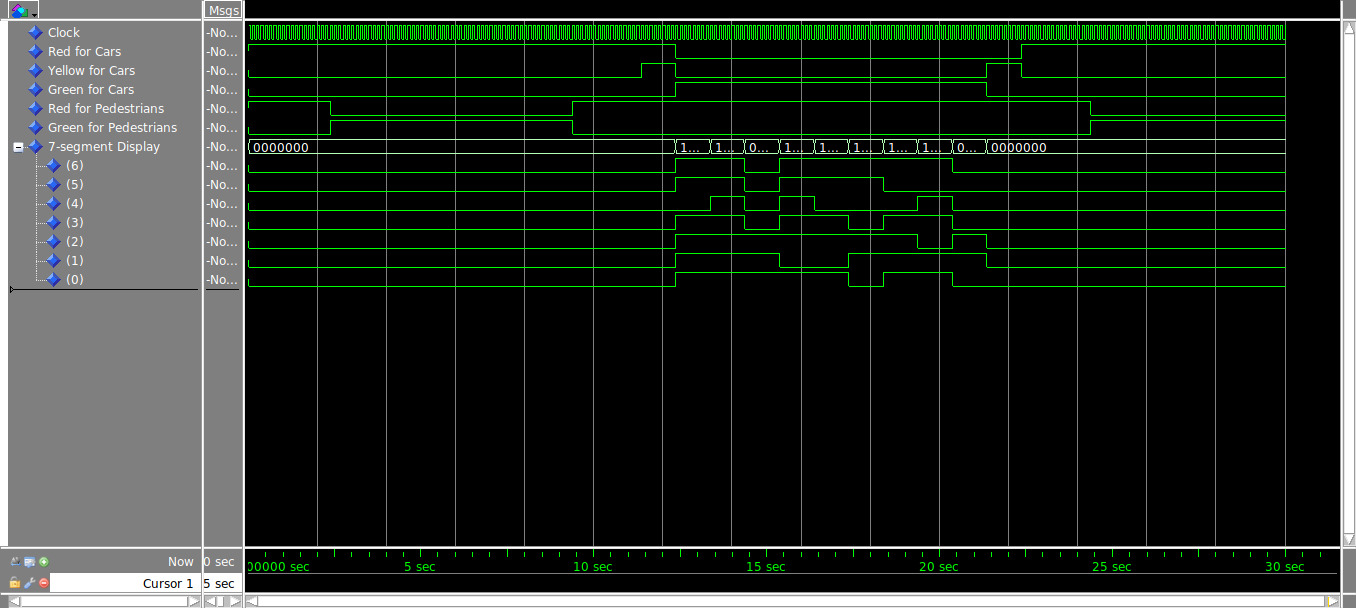 Msgs
Clock -No...
Red for Cars -No...
Yellow for Cars -No...
Green for Cars -No...
Red for Pedestrians -No...
Green for Pedestrians -No...
7-segment Display -No... 0000000 1... 1... 0... 1... 1... 1... 1... 1... 0... 0000000
(6) -No...
(5) -No...
(4) -No...
(3) -No...
(2) -No...
(1) -No...
(0) -No...
Now 0 sec 00000 sec 5 sec 10 sec 15 sec 20 sec 25 sec 30 sec
Cursor 1 5 sec